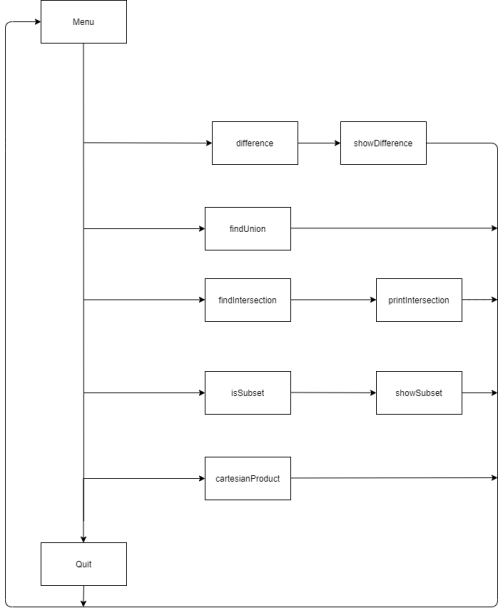 Menu
difference
showDifference
findUnion
findIntersection
printIntersection
isSubset
showSubset
cartesianProduct
Quit